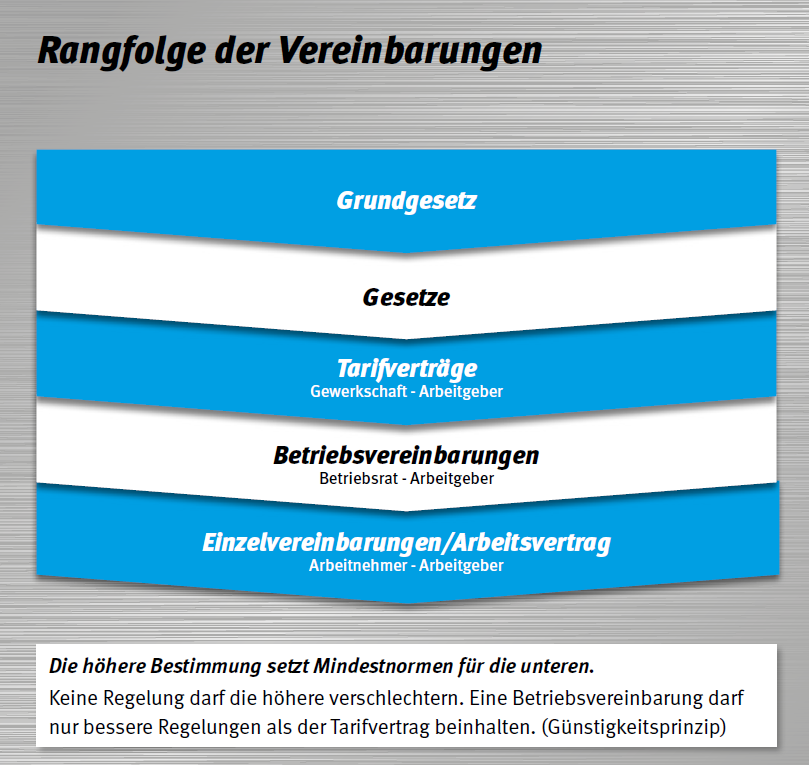 Rangfolge der Vereinbarungen
Grundgesetz
Gesetze
Tarifverträge
Gewerkschaft - Arbeitgeber
Betriebsvereinbarungen
Betriebsrat - Arbeitgeber
Einzelvereinbarungen/Arbeitsvertrag
Arbeitnehmer - Arbeitgeber
Die höhere Bestimmung setzt Mindestnormen für die unteren.
Keine Regelung darf die höhere verschlechtern. Eine Betriebsvereinbarung darf
nur bessere Regelungen als der Tarifvertrag beinhalten. (Günstigkeitsprinzip)